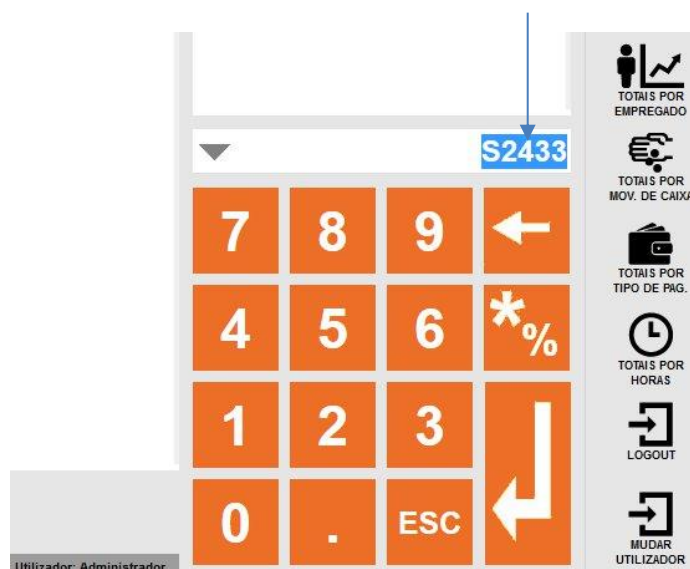 S2433
7 8 9
4 5 6 *%
1 2 3
0 . ESC
TOTAIS POR
EMPREGADO
TOTAIS POR
MOV. DE CAIXA
TOTAIS POR
TIPO DE PAG.
TOTAIS POR
HORAS
LOGOUT
MUDAR
UTILIZADOR
Utilizador: Administrador